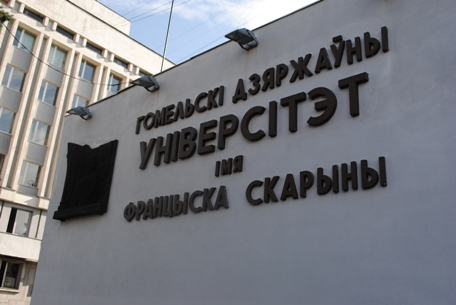 ГОМЕЛЬСКІ ДЗЯРЖАЎНЫ
УНІВЕРСІТЭТ
ІМЯ
ФРАНЦЫСКА СКАРЫНЫ